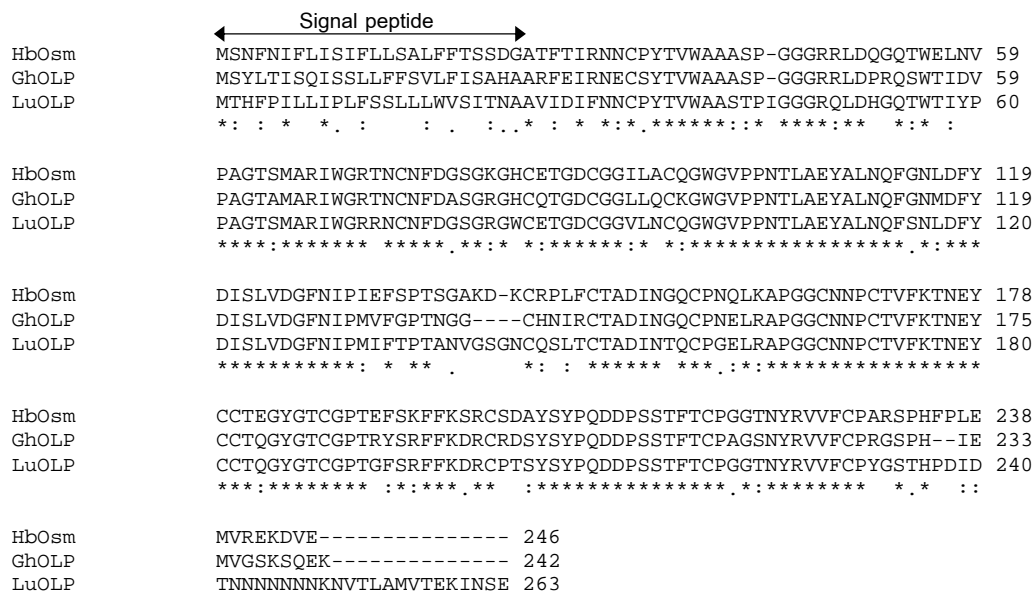 Signal peptide
HbOsm MSNFNIFLISIFLLSALFFTSSDGATFTIRNNCPYTVWAAASP-GGGRRLDQGQTWELNV 59
GhOLP MSYLTISQISSLLFFSVLFISAHAAARFEIRNECSYTVWAAASP-GGGRRLDPRQSWTIDV 59
LuOLP MTHFPILLIPLFSSLLLWVSITNAAVIDIFNNCPYTVWAASTPIGGGRQLDHGQTWTIYP 60
*: : * *. : : . :..* : * *:*.******::* ****:** *:* :
HbOsm PAGTSMARIWGRTNCNFDGSGKGHCETGDCGGILACQGWGVPPNTLAEYALNQFGNLDFY 119
GhOLP PAGTAMARIWGRTNCNFDASGRGHCQTGDCGGLLQCKGWGVPPNTLAEYALNQFGNMDFY 119
LuOLP PAGTSMARIWGRRNCNFDGSGRGWCETGDCGGVLNCQGWGVPPNTLAEYALNQFSNLDFY 120
****:******* *****.**:* *:******:* *:*****************.*:***
HbOsm DISLVDGFNIPIEFSPTSGAKD-KCRPLFCTADINGQCPNQLKAPGGCNNPCTVFKTNEY 178
GhOLP DISLVDGFNIPMVFGPTNGG----CHNIRCTADINGQCPNELRAPGGCNNPCTVFKTNEY 175
LuOLP DISLVDGFNIPMIFTPTANVGSGNCQSLTCTADINTQCPGELRAPGGCNNPCTVFKTNEY 180
***********: * ** . *: : ****** ***.:*:*****************
HbOsm CCTEGYGTCGPTEFSKFFKSRCSDAYSYPQDDPSSTFTCPGGTNYRVVFCPARSPHFPLE 238
GhOLP CCTQGYGTCGPTRYSRFFKDRCRDSYSYPQDDPSSTFTCPAGSNYRVVFCPRGSPH--IE 233
LuOLP CCTQGYGTCGPTGFSRFFKDRCPTSYSYPQDDPSSTFTCPGGTNYRVVFCPYGSTHPDID 240
***:******** :*:***.** :***************.*:******** *.* ::
HbOsm MVREKDVE--------------- 246
GhOLP MVGSKSQEK-------------- 242
LuOLP TNNNNNNNKNVTLAMVTEKINSE 263